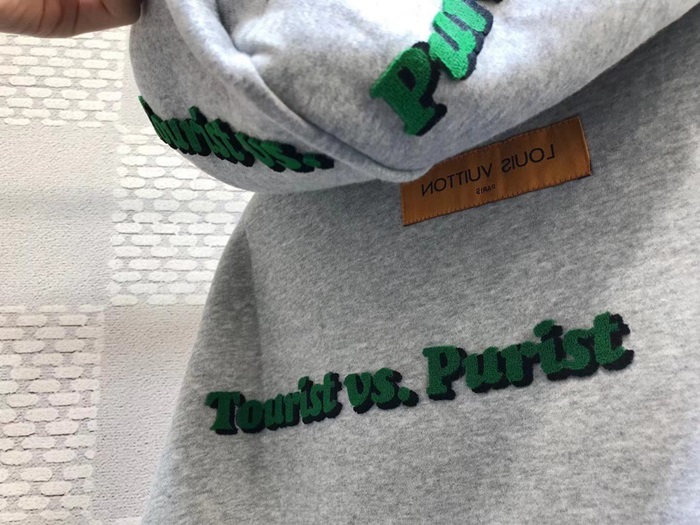 Pu
Tourist vs.
LOUIS VUITTON
PARIS
Tourist vs. Purist